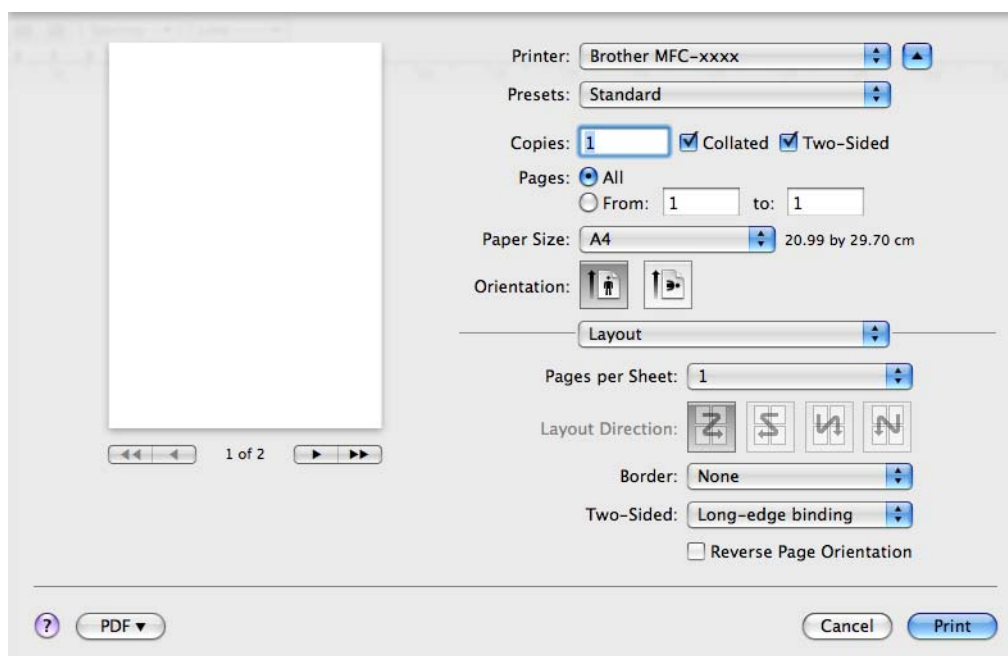 Printer: Brother MFC-xxxx
Presets: Standard
Copies: 1 Collated Two-Sided
Pages: All
From: 1 to: 1
Paper Size: A4 20.99 by 29.70 cm
Orientation:
Layout
Pages per Sheet: 1
Layout Direction:
Border: None
Two-Sided: Long-edge binding
Reverse Page Orientation
1 of 2
? PDF ▼ Cancel Print